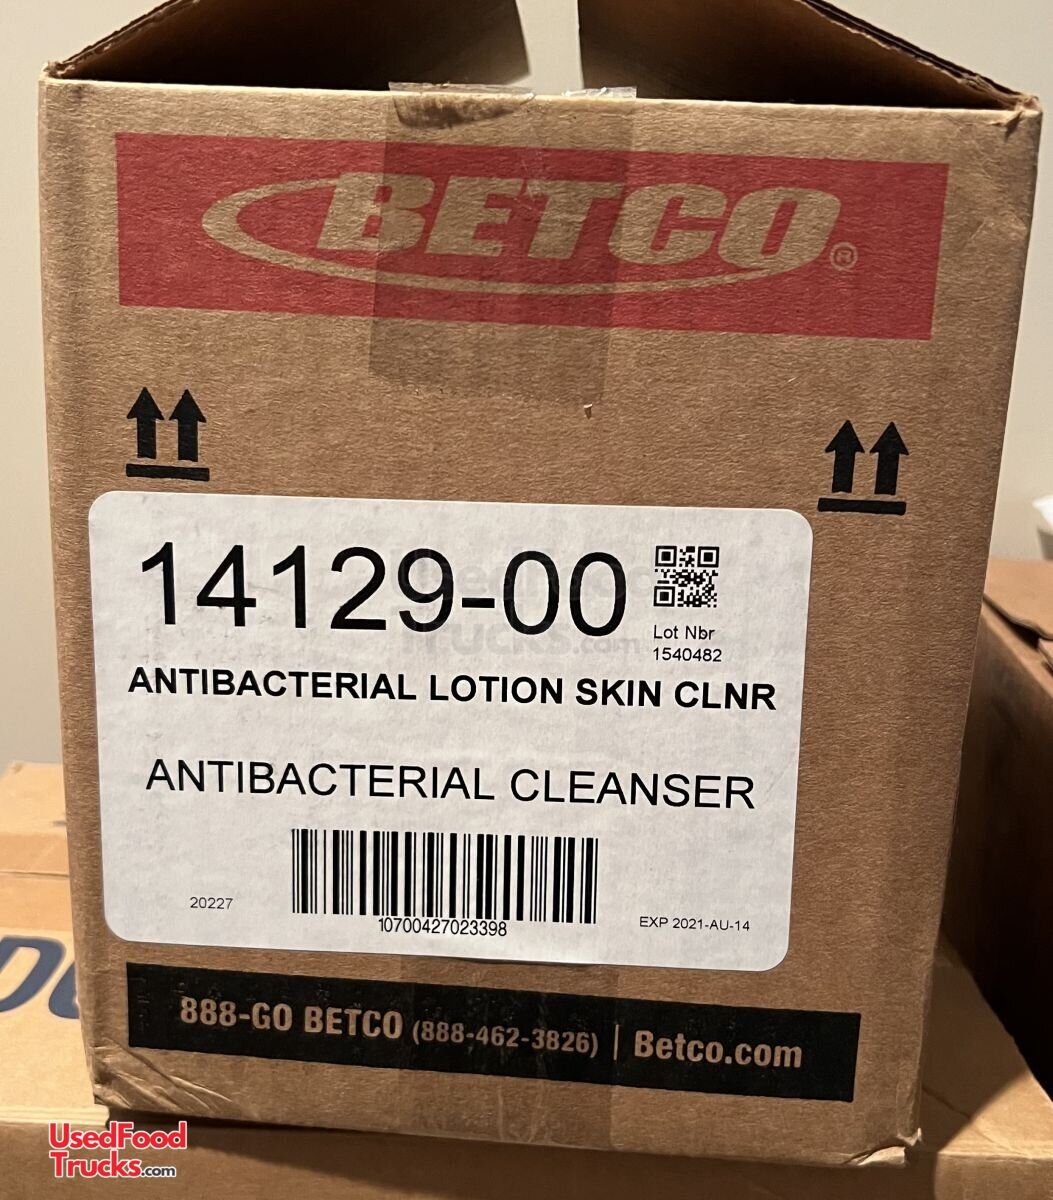 BETCO®
14129-00
Lot Nbr
1540482
ANTIBACTERIAL LOTION SKIN CLNR
ANTIBACTERIAL CLEANSER
20227
10700427023398
EXP 2021-AU-14
888-GO BETCO (888-462-3826) | Betco.com
UsedFood
Trucks.com